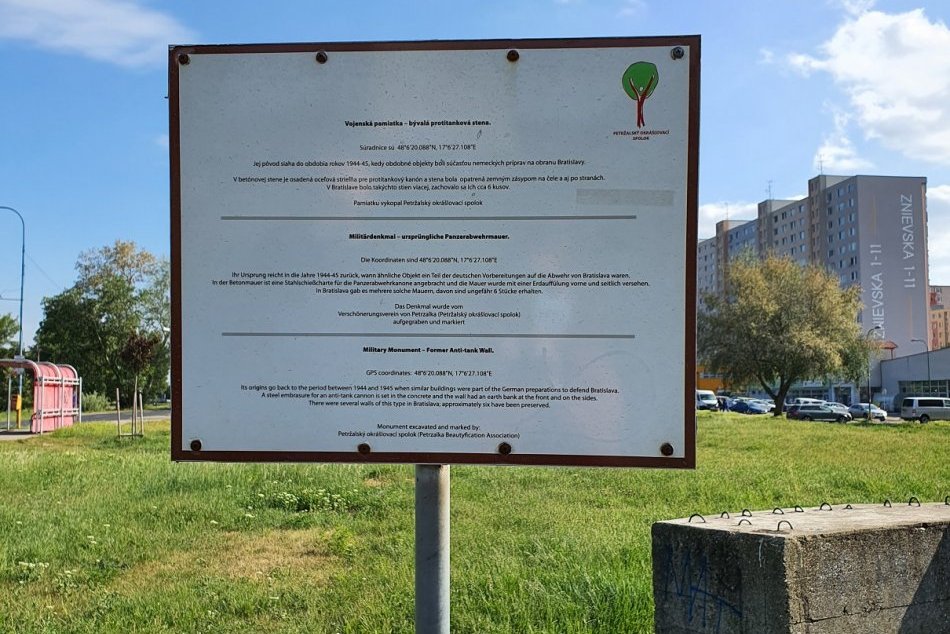 PETRŽALSKÝ OKRÁŠĽOVACÍ
SPOLOK
Vojenská pamiatka – bývalá protitanková stena.
Súradnice sú 48°6'20.088"N, 17°6'27.108"E
Jej pôvod siaha do obdobia rokov 1944-45, kedy obdobné objekty boli súčasťou nemeckých príprav na obranu Bratislavy.
V betónovej stene je osadená oceľová strieľňa pre protitankový kanón a stena bola opatrená zemným zásypom na čele a aj po stranách.
V Bratislave bolo takýchto stien viacej, zachovalo sa ich cca 6 kusov.
Pamiatku vykopal Petržalský okrášľovací spolok
Militärdenkmal – ursprüngliche Panzerabwehrmauer.
Die Koordinaten sind 48°6'20.088"N, 17°6'27.108"E
Ihr Ursprung reicht in die Jahre 1944-45 zurück, wann ähnliche Objekt ein Teil der deutschen Vorbereitungen auf die Abwehr von Bratislava waren.
In der Betonmauer ist eine Stahlschießscharte für die Panzerabwehrkanone angebracht und die Mauer wurde mit einer Erdauffüllung vorne und seitlich versehen.
In Bratislava gab es mehrere solche Mauern, davon sind ungefähr 6 Stücke erhalten.
Das Denkmal wurde vom
Verschönerungsverein von Petrzalka (Petržalský okrášľovací spolok)
aufgegraben und markiert
Military Monument – Former Anti-tank Wall.
GPS coordinates: 48°6'20.088"N, 17°6'27.108"E
Its origins go back to the period between 1944 and 1945 when similar buildings were part of the German preparations to defend Bratislava.
A steel embrasure for an anti-tank cannon is set in the concrete and the wall had an earth bank at the front and on the sides.
There were several walls of this type in Bratislava, approximately six have been preserved.
Monument excavated and marked by:
Petržalský okrášľovací spolok (Petrzalka Beautyfication Association)
ZNIEVSKA 1-11
ZNIEVSKA 1-11